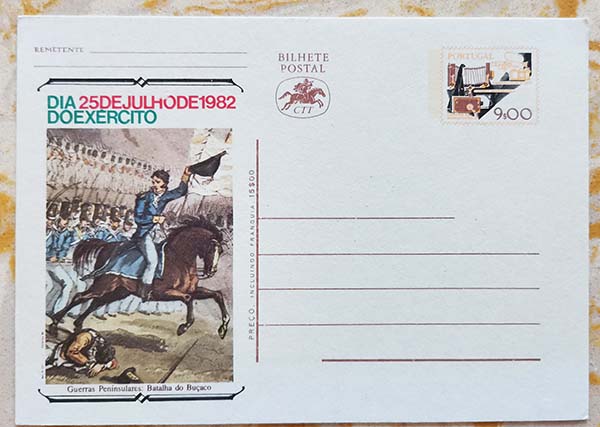 REMETENTE
DIA 25DEJULHODE1982
DOEXÉRCITO
Guerras Peninsulares: Batalha do Buçaco
BILHETE
POSTAL
CTT
PREÇO, INCLUINDO FRANQUIA 15$00
PORTUGAL
9$00